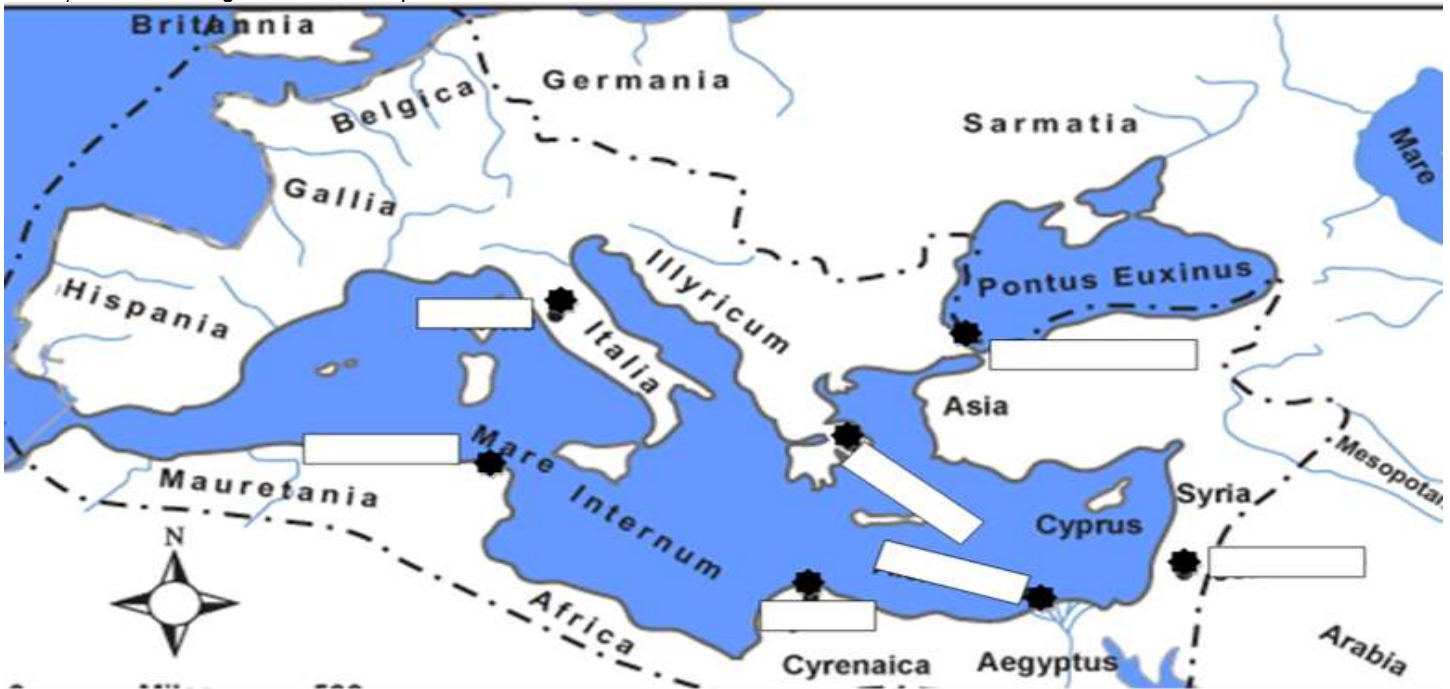 Britannia
Germania
Belgica
Sarmatia
Mare
Gallia
Pontus Euxinus
Illyricum
Hispania
Italia
Asia
Mare Internum
Mauretania
Syria
Mesopotam
Cyprus
N
Africa
Arabia
Cyrenaica
Aegyptus